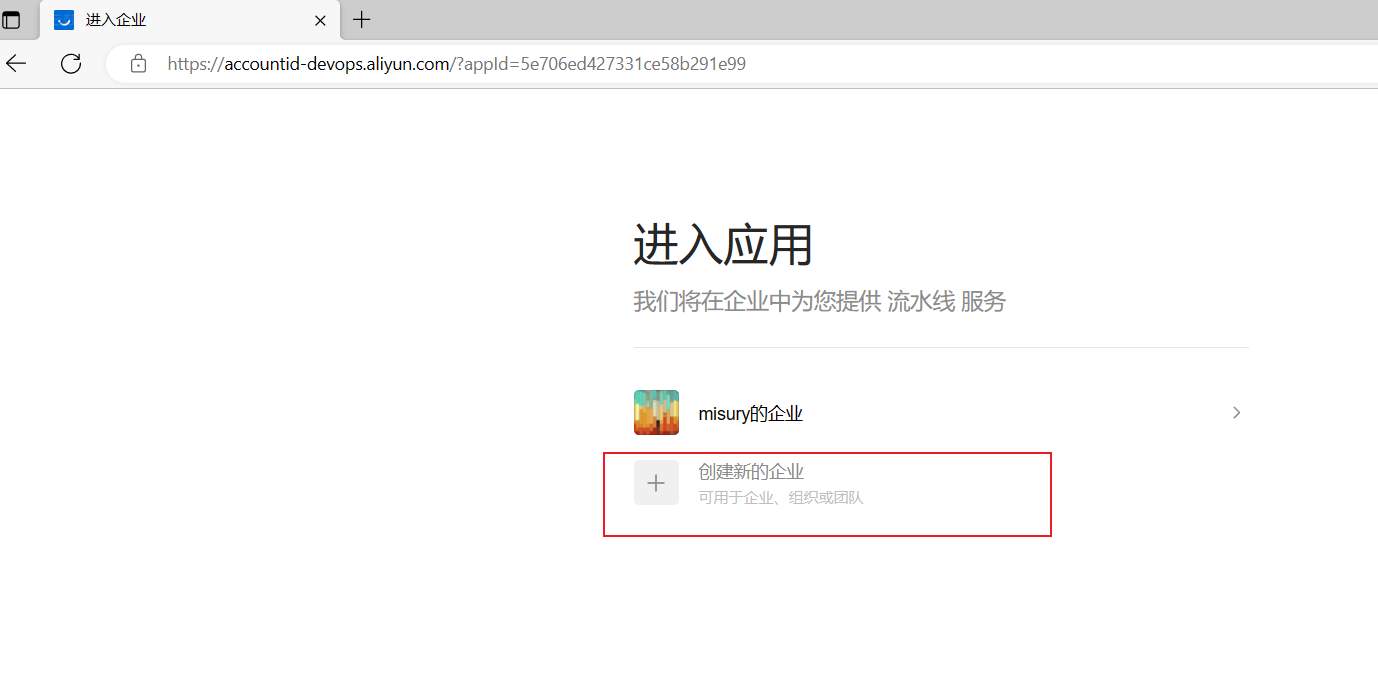 进入企业
https://accountid-devops.aliyun.com/?appId=5e706ed427331ce58b291e99
进入应用
我们将在企业中为您提供 流水线 服务
misury的企业
创建新的企业
可用于企业、组织或团队